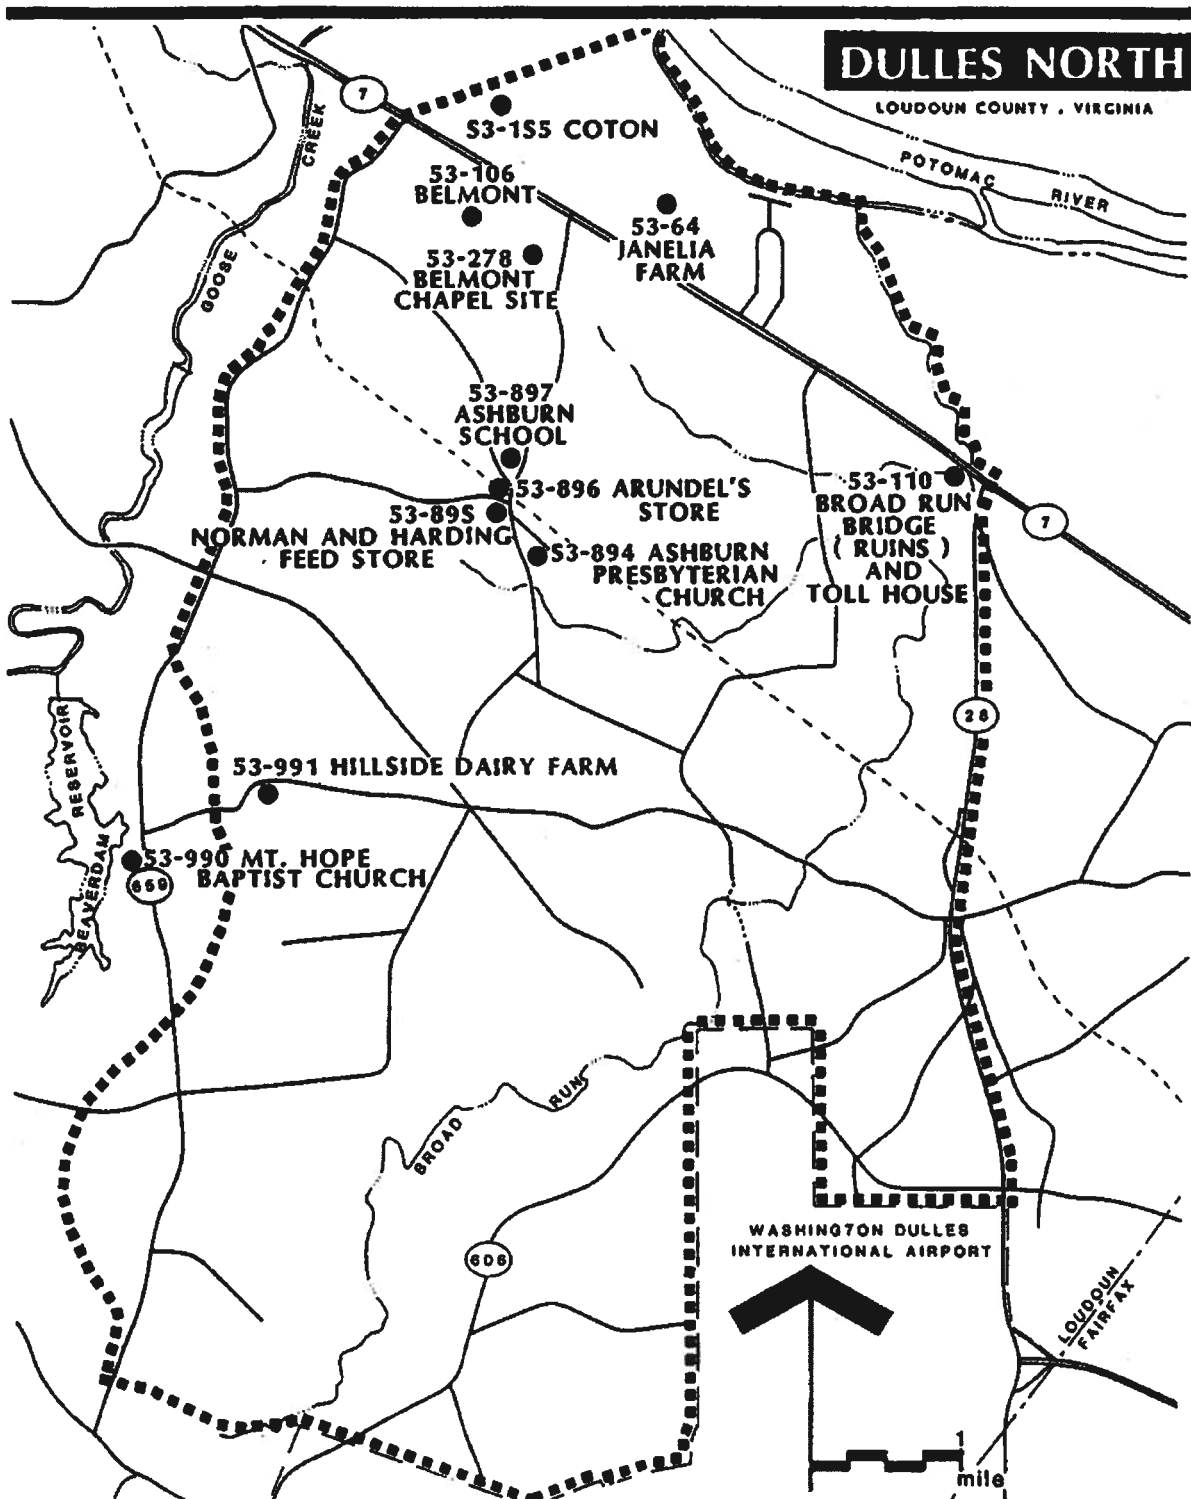 DULLES NORTH
LOUDOUN COUNTY, VIRGINIA
7
S3-1S5 COTON
CREEK
POTOMAC
RIVER
53-106
BELMONT
53-64
JANELIA
FARM
GOOSE
53-278
BELMONT
CHAPEL SITE
53-897
ASHBURN
SCHOOL
53-896 ARUNDEL'S
STORE
53-89S
NORMAN AND HARDING
FEED STORE
53-110
BROAD RUN
BRIDGE
( RUINS )
AND
TOLL HOUSE
7
S3-894 ASHBURN
PRESBYTERIAN
CHURCH
28
RESERVOIR
BEAVERDAM
53-991 HILLSIDE DAIRY FARM
53-990 MT. HOPE
BAPTIST CHURCH
659
BROAD
RUN
606
WASHINGTON DULLES
INTERNATIONAL AIRPORT
LOUDOUN
FAIRFAX
1
mile